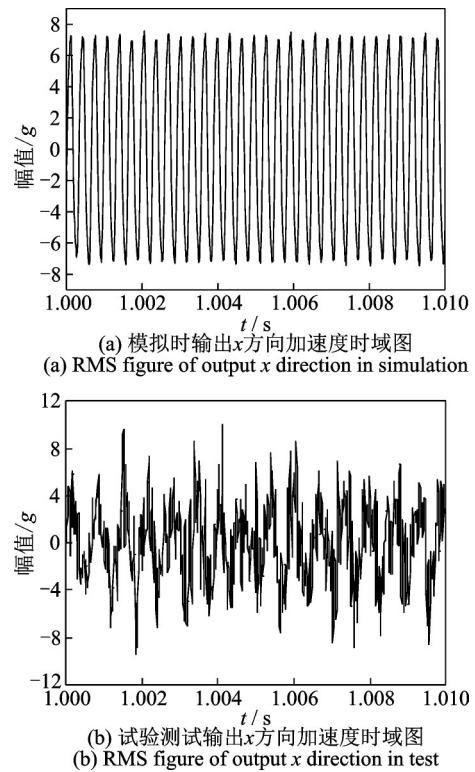 8
6
4
2
0
−2
−4
−6
−8
幅值/g
1.000 1.002 1.004 1.006 1.008 1.010
t / s
(a) 模拟时输出x方向加速度时域图
(a) RMS figure of output x direction in simulation
12
8
4
0
−4
−8
−12
幅值/g
1.000 1.002 1.004 1.006 1.008 1.010
t / s
(b) 试验测试输出x方向加速度时域图
(b) RMS figure of output x direction in test